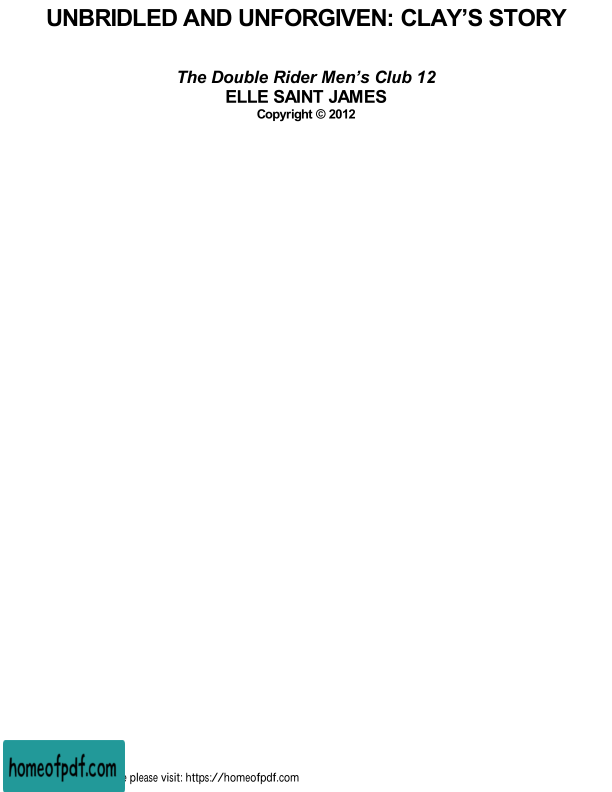 UNBRIDLED AND UNFORGIVEN: CLAY’S STORY
The Double Rider Men’s Club 12
ELLE SAINT JAMES
Copyright © 2012
homeofpdf.com
please visit: https://homeofpdf.com